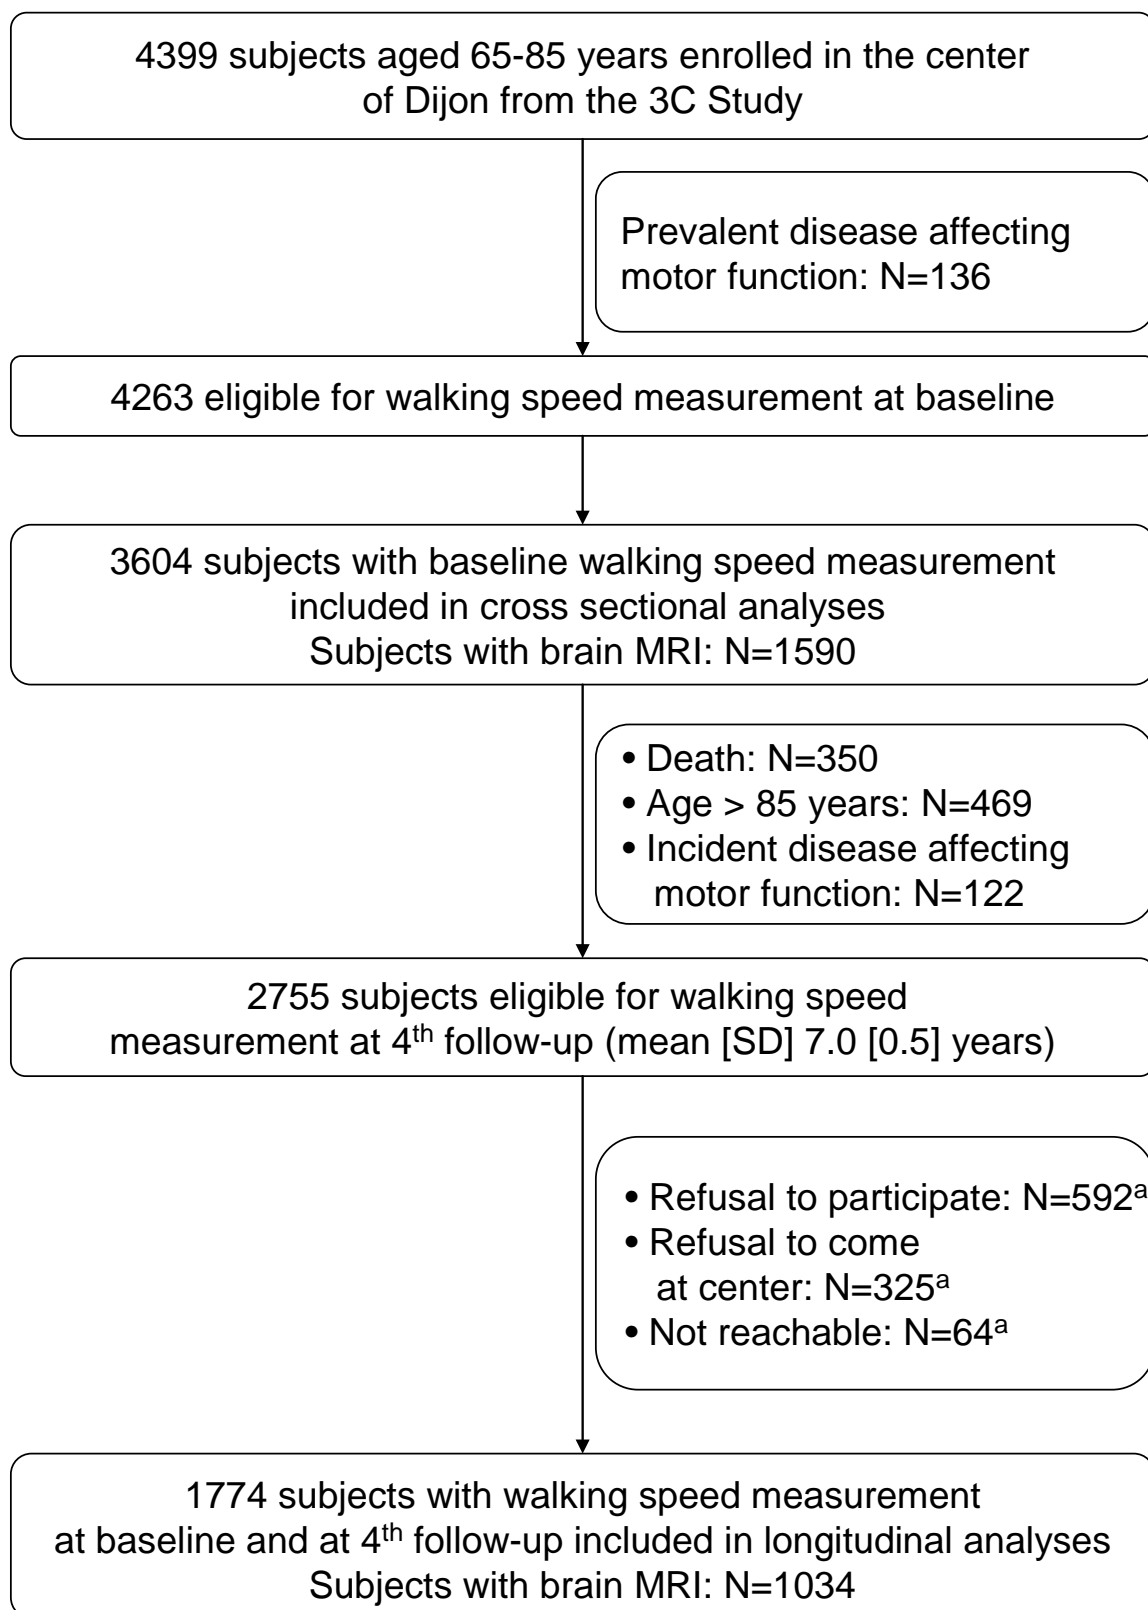 4399 subjects aged 65-85 years enrolled in the center
of Dijon from the 3C Study
Prevalent disease affecting
motor function: N=136
4263 eligible for walking speed measurement at baseline
3604 subjects with baseline walking speed measurement
included in cross sectional analyses
Subjects with brain MRI: N=1590
• Death: N=350
• Age > 85 years: N=469
• Incident disease affecting
motor function: N=122
2755 subjects eligible for walking speed
measurement at 4th follow-up (mean [SD] 7.0 [0.5] years)
• Refusal to participate: N=592a
• Refusal to come
at center: N=325a
• Not reachable: N=64a
1774 subjects with walking speed measurement
at baseline and at 4th follow-up included in longitudinal analyses
Subjects with brain MRI: N=1034